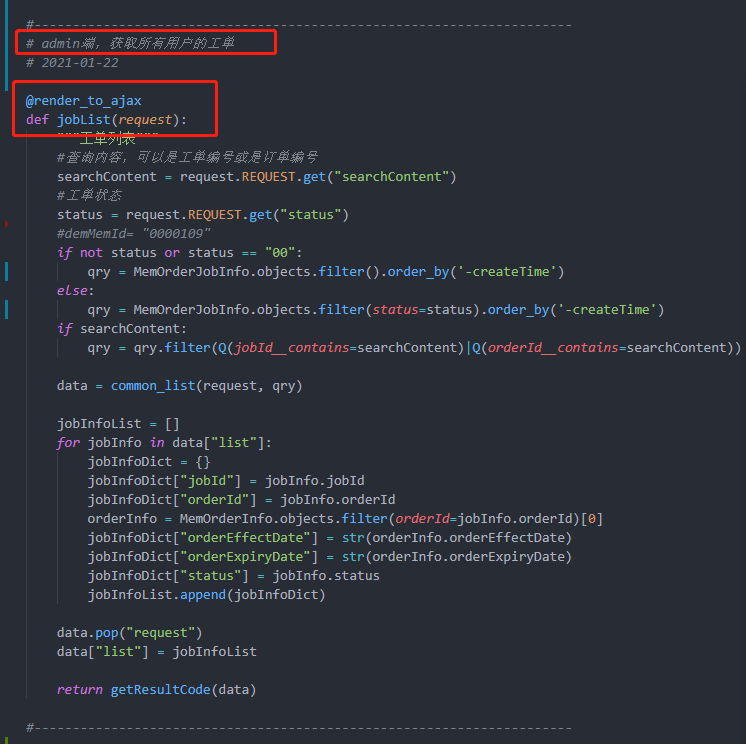 #----------------------------------------------------------------------
# admin端，获取所有用户的工单
# 2021-01-22
@render_to_ajax
def jobList(request):
"""工单列表"""
#查询内容，可以是工单编号或是订单编号
searchContent = request.REQUEST.get("searchContent")
#工单状态
status = request.REQUEST.get("status")
#demMemId= "0000109"
if not status or status == "00":
qry = MemOrderJobInfo.objects.filter().order_by('-createTime')
else:
qry = MemOrderJobInfo.objects.filter(status=status).order_by('-createTime')
if searchContent:
qry = qry.filter(Q(jobId__contains=searchContent)|Q(orderId__contains=searchContent))
data = common_list(request, qry)
jobInfoList = []
for jobInfo in data["list"]:
jobInfoDict = {}
jobInfoDict["jobId"] = jobInfo.jobId
jobInfoDict["orderId"] = jobInfo.orderId
orderInfo = MemOrderInfo.objects.filter(orderId=jobInfo.orderId)[0]
jobInfoDict["orderEffectDate"] = str(orderInfo.orderEffectDate)
jobInfoDict["orderExpiryDate"] = str(orderInfo.orderExpiryDate)
jobInfoDict["status"] = jobInfo.status
jobInfoList.append(jobInfoDict)
data.pop("request")
data["list"] = jobInfoList
return getResultCode(data)
#----------------------------------------------------------------------